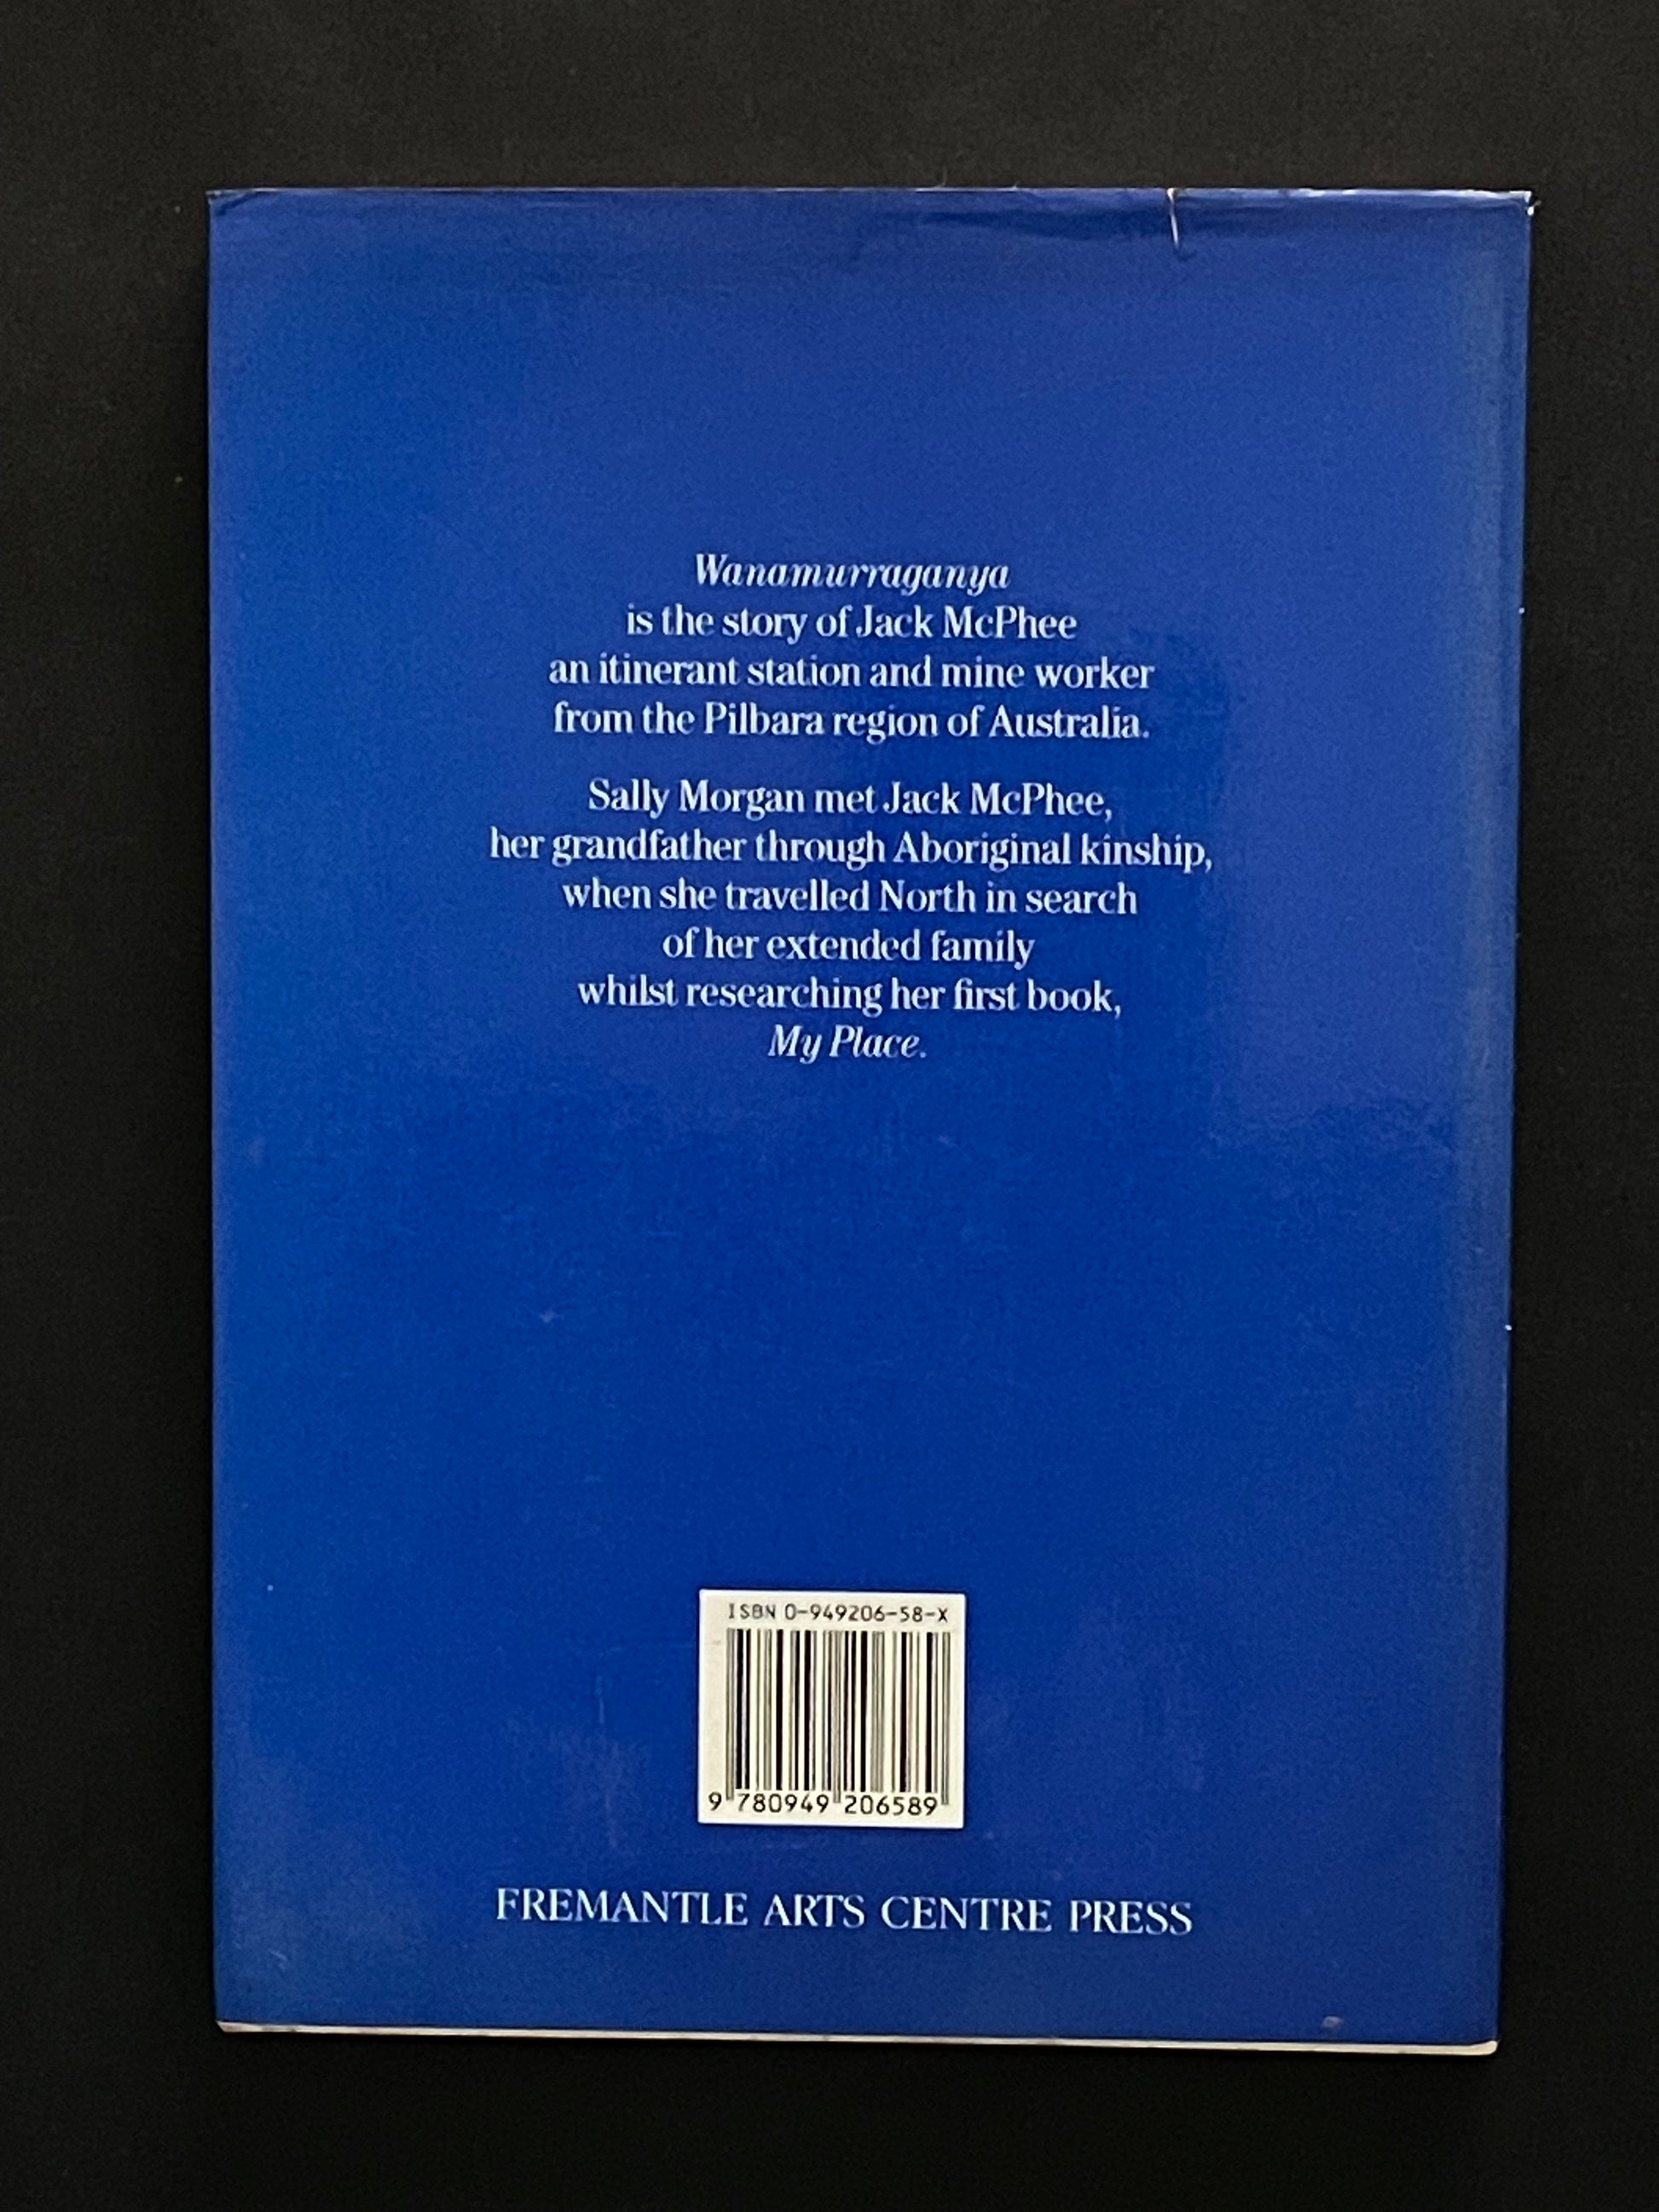 Wanamurraganya
is the story of Jack McPhee
an itinerant station and mine worker
from the Pilbara region of Australia.
Sally Morgan met Jack McPhee,
her grandfather through Aboriginal kinship,
when she travelled North in search
of her extended family
whilst researching her first book,
My Place.
ISBN 0-949206-58-X
9 780949 206589
FREMANTLE ARTS CENTRE PRESS